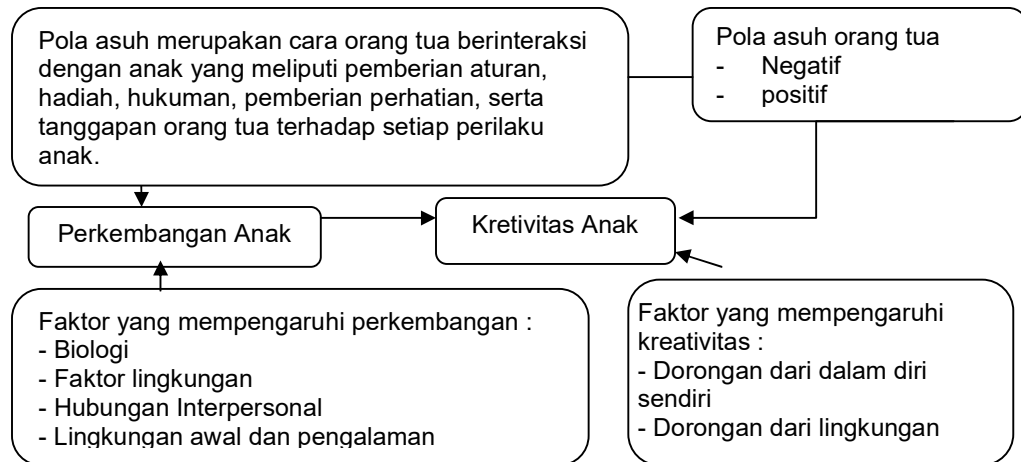 Pola asuh merupakan cara orang tua berinteraksi
dengan anak yang meliputi pemberian aturan,
hadiah, hukuman, pemberian perhatian, serta
tanggapan orang tua terhadap setiap perilaku
anak.
Pola asuh orang tua
- Negatif
- positif
Perkembangan Anak
Kretivitas Anak
Faktor yang mempengaruhi perkembangan :
- Biologi
- Faktor lingkungan
- Hubungan Interpersonal
- Lingkungan awal dan pengalaman
Faktor yang mempengaruhi
kreativitas :
- Dorongan dari dalam diri
sendiri
- Dorongan dari lingkungan